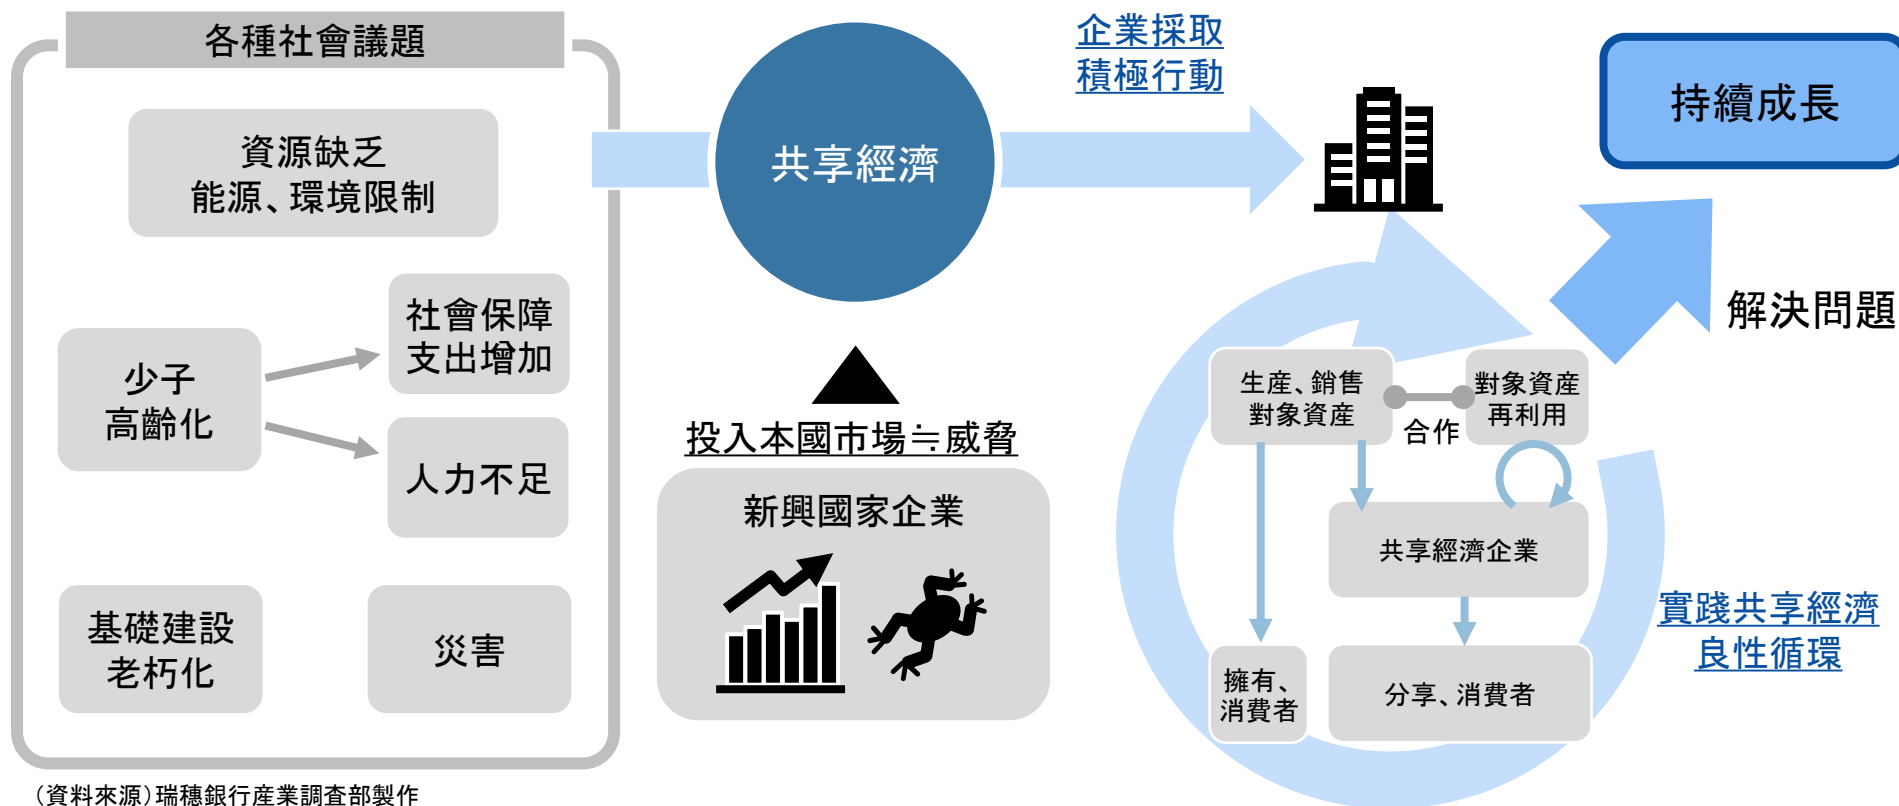 各種社會議題
資源缺乏
能源、環境限制
少子
高齡化
社會保障
支出增加
人力不足
基礎建設
老朽化
災害
(資料來源)瑞穗銀行産業調査部製作
共享經濟
投入本國市場≒威脅
新興國家企業
企業採取
積極行動
持續成長
解決問題
生産、銷售
對象資産
合作
對象資産
再利用
共享經濟企業
擁有、
消費者
分享、消費者
實踐共享經濟
良性循環